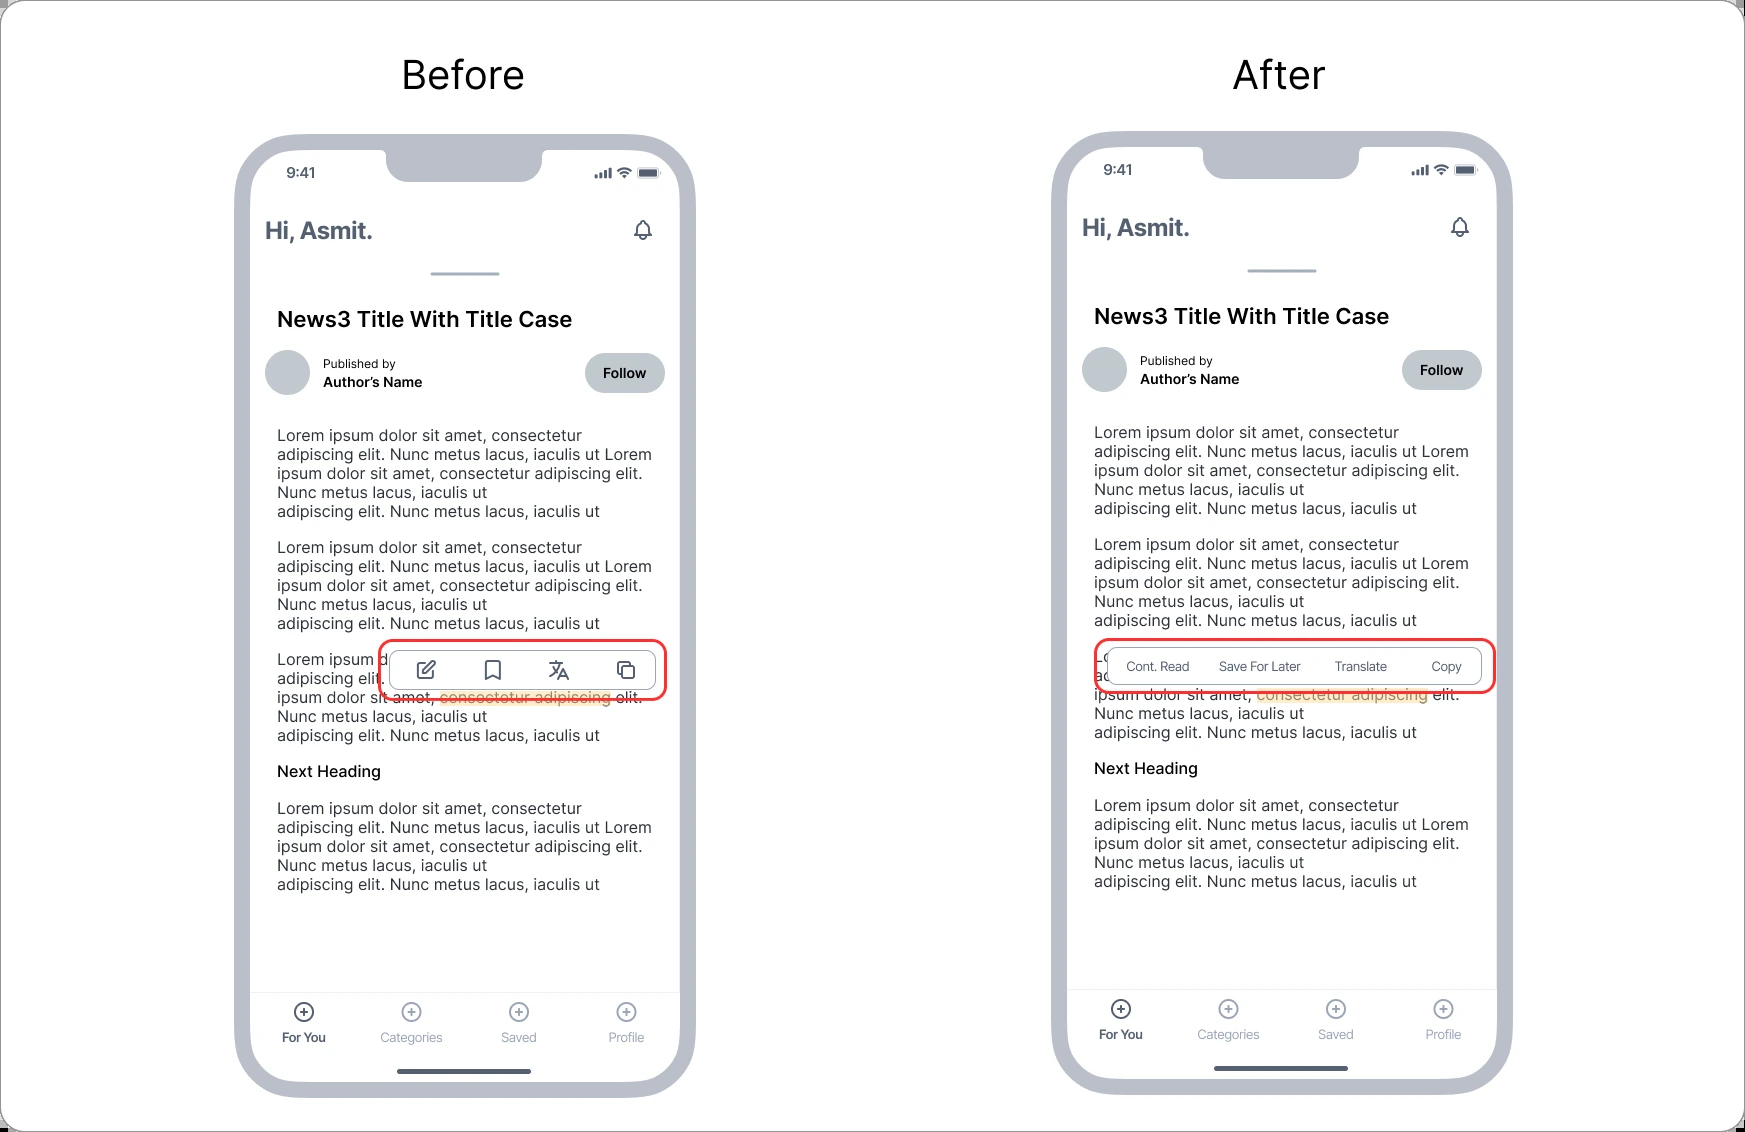 Before
9:41
Hi, Asmit.
News3 Title With Title Case
Published by
Author's Name
Follow
Lorem ipsum dolor sit amet, consectetur
adipiscing elit. Nunc metus lacus, iaculis ut Lorem
ipsum dolor sit amet, consectetur adipiscing elit.
Nunc metus lacus, iaculis ut
adipiscing elit. Nunc metus lacus, iaculis ut
Lorem ipsum dolor sit amet, consectetur
adipiscing elit. Nunc metus lacus, iaculis ut Lorem
ipsum dolor sit amet, consectetur adipiscing elit.
Nunc metus lacus, iaculis ut
adipiscing elit. Nunc metus lacus, iaculis ut
Lorem ipsum d
adipiscing elit.
ipsum dolor sit amet, consectetur adipiscing elit.
Nunc metus lacus, iaculis ut
adipiscing elit. Nunc metus lacus, iaculis ut
Next Heading
Lorem ipsum dolor sit amet, consectetur
adipiscing elit. Nunc metus lacus, iaculis ut Lorem
ipsum dolor sit amet, consectetur adipiscing elit.
Nunc metus lacus, iaculis ut
adipiscing elit. Nunc metus lacus, iaculis ut
For You
Categories
Saved
Profile
After
9:41
Hi, Asmit.
News3 Title With Title Case
Published by
Author's Name
Follow
Lorem ipsum dolor sit amet, consectetur
adipiscing elit. Nunc metus lacus, iaculis ut Lorem
ipsum dolor sit amet, consectetur adipiscing elit.
Nunc metus lacus, iaculis ut
adipiscing elit. Nunc metus lacus, iaculis ut
Lorem ipsum dolor sit amet, consectetur
adipiscing elit. Nunc metus lacus, iaculis ut Lorem
ipsum dolor sit amet, consectetur adipiscing elit.
Nunc metus lacus, iaculis ut
adipiscing elit. Nunc metus lacus, iaculis ut
Cont. Read
Save For Later
Translate
Copy
ipsum dolor sit amet, consectetur adipiscing elit.
Nunc metus lacus, iaculis ut
adipiscing elit. Nunc metus lacus, iaculis ut
Next Heading
Lorem ipsum dolor sit amet, consectetur
adipiscing elit. Nunc metus lacus, iaculis ut Lorem
ipsum dolor sit amet, consectetur adipiscing elit.
Nunc metus lacus, iaculis ut
adipiscing elit. Nunc metus lacus, iaculis ut
For You
Categories
Saved
Profile